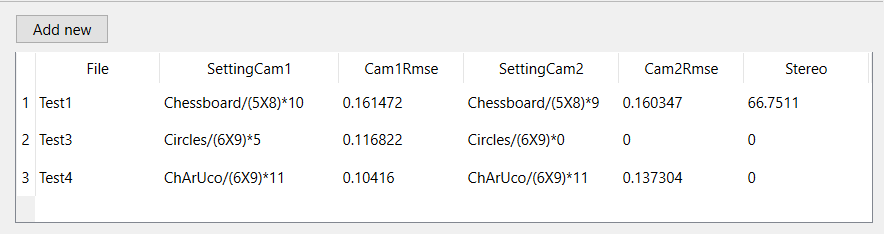 Add new
File SettingCam1 Cam1Rmse SettingCam2 Cam2Rmse Stereo
1 Test1 Chessboard/(5X8)*10 0.161472 Chessboard/(5X8)*9 0.160347 66.7511
2 Test3 Circles/(6X9)*5 0.116822 Circles/(6X9)*0 0 0
3 Test4 ChArUco/(6X9)*11 0.10416 ChArUco/(6X9)*11 0.137304 0